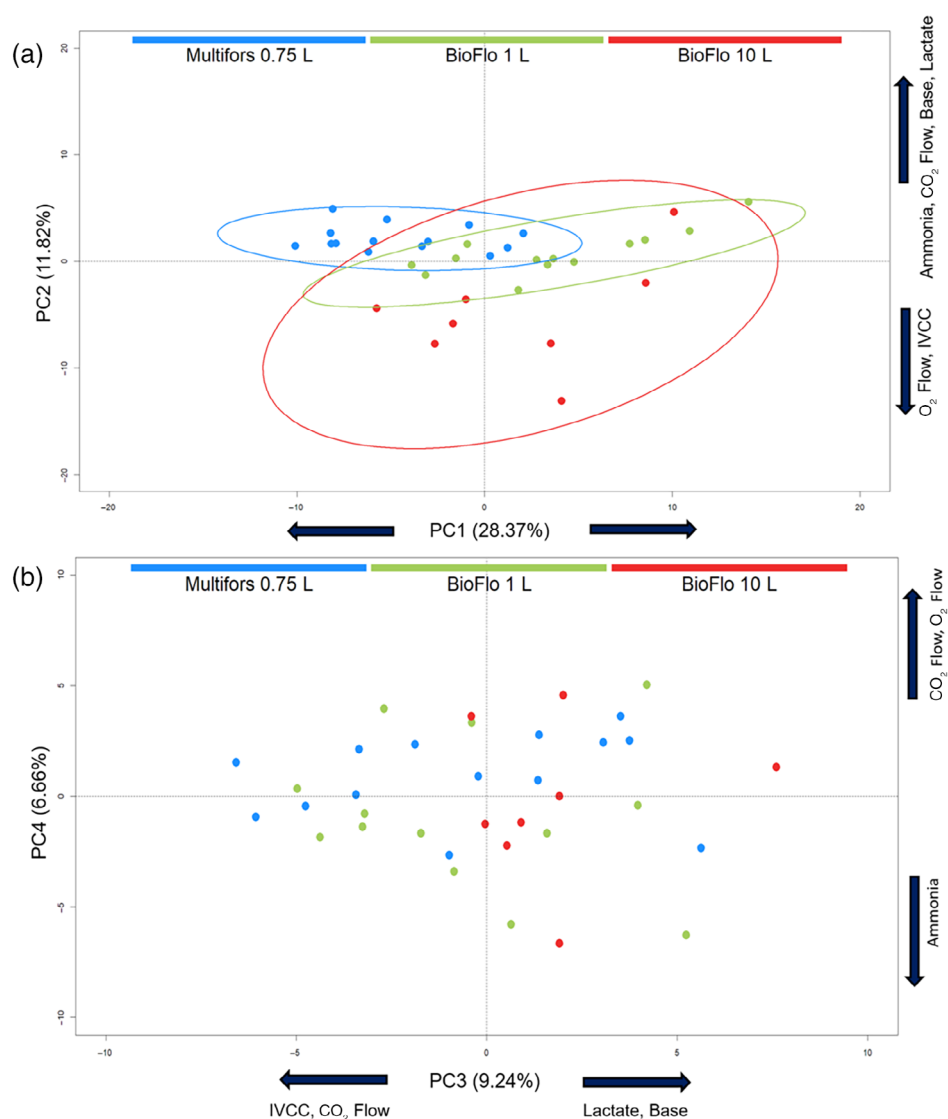 (a)
Multifors 0.75 L
BioFlo 1 L
BioFlo 10 L
20
10
0
−10
−20
PC2 (11.82%)
Ammonia, CO₂ Flow, Base, Lactate
O₂ Flow, IVCC
−20
−10
0
10
20
PC1 (28.37%)
(b)
Multifors 0.75 L
BioFlo 1 L
BioFlo 10 L
10
5
0
−5
−10
PC4 (6.66%)
CO₂ Flow, O₂ Flow
Ammonia
−10
−5
0
5
10
PC3 (9.24%)
IVCC, CO₂ Flow
Lactate, Base